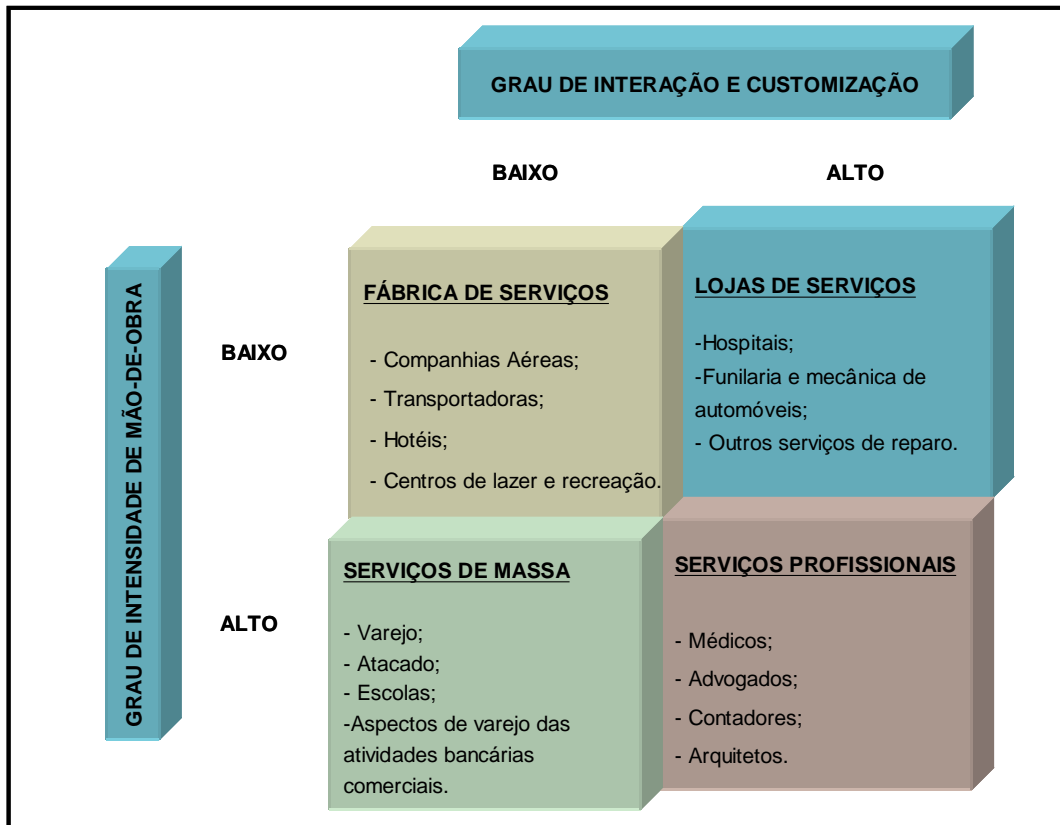 GRAU DE INTERAÇÃO E CUSTOMIZAÇÃO
BAIXO
ALTO
GRAU DE INTENSIDADE DE MÃO-DE-OBRA
BAIXO
FÁBRICA DE SERVIÇOS
- Companhias Aéreas;
- Transportadoras;
- Hotéis;
- Centros de lazer e recreação.
LOJAS DE SERVIÇOS
-Hospitais;
-Funilaria e mecânica de
automóveis;
- Outros serviços de reparo.
ALTO
SERVIÇOS DE MASSA
- Varejo;
- Atacado;
- Escolas;
-Aspectos de varejo das
atividades bancárias
comerciais.
SERVIÇOS PROFISSIONAIS
- Médicos;
- Advogados;
- Contadores;
- Arquitetos.